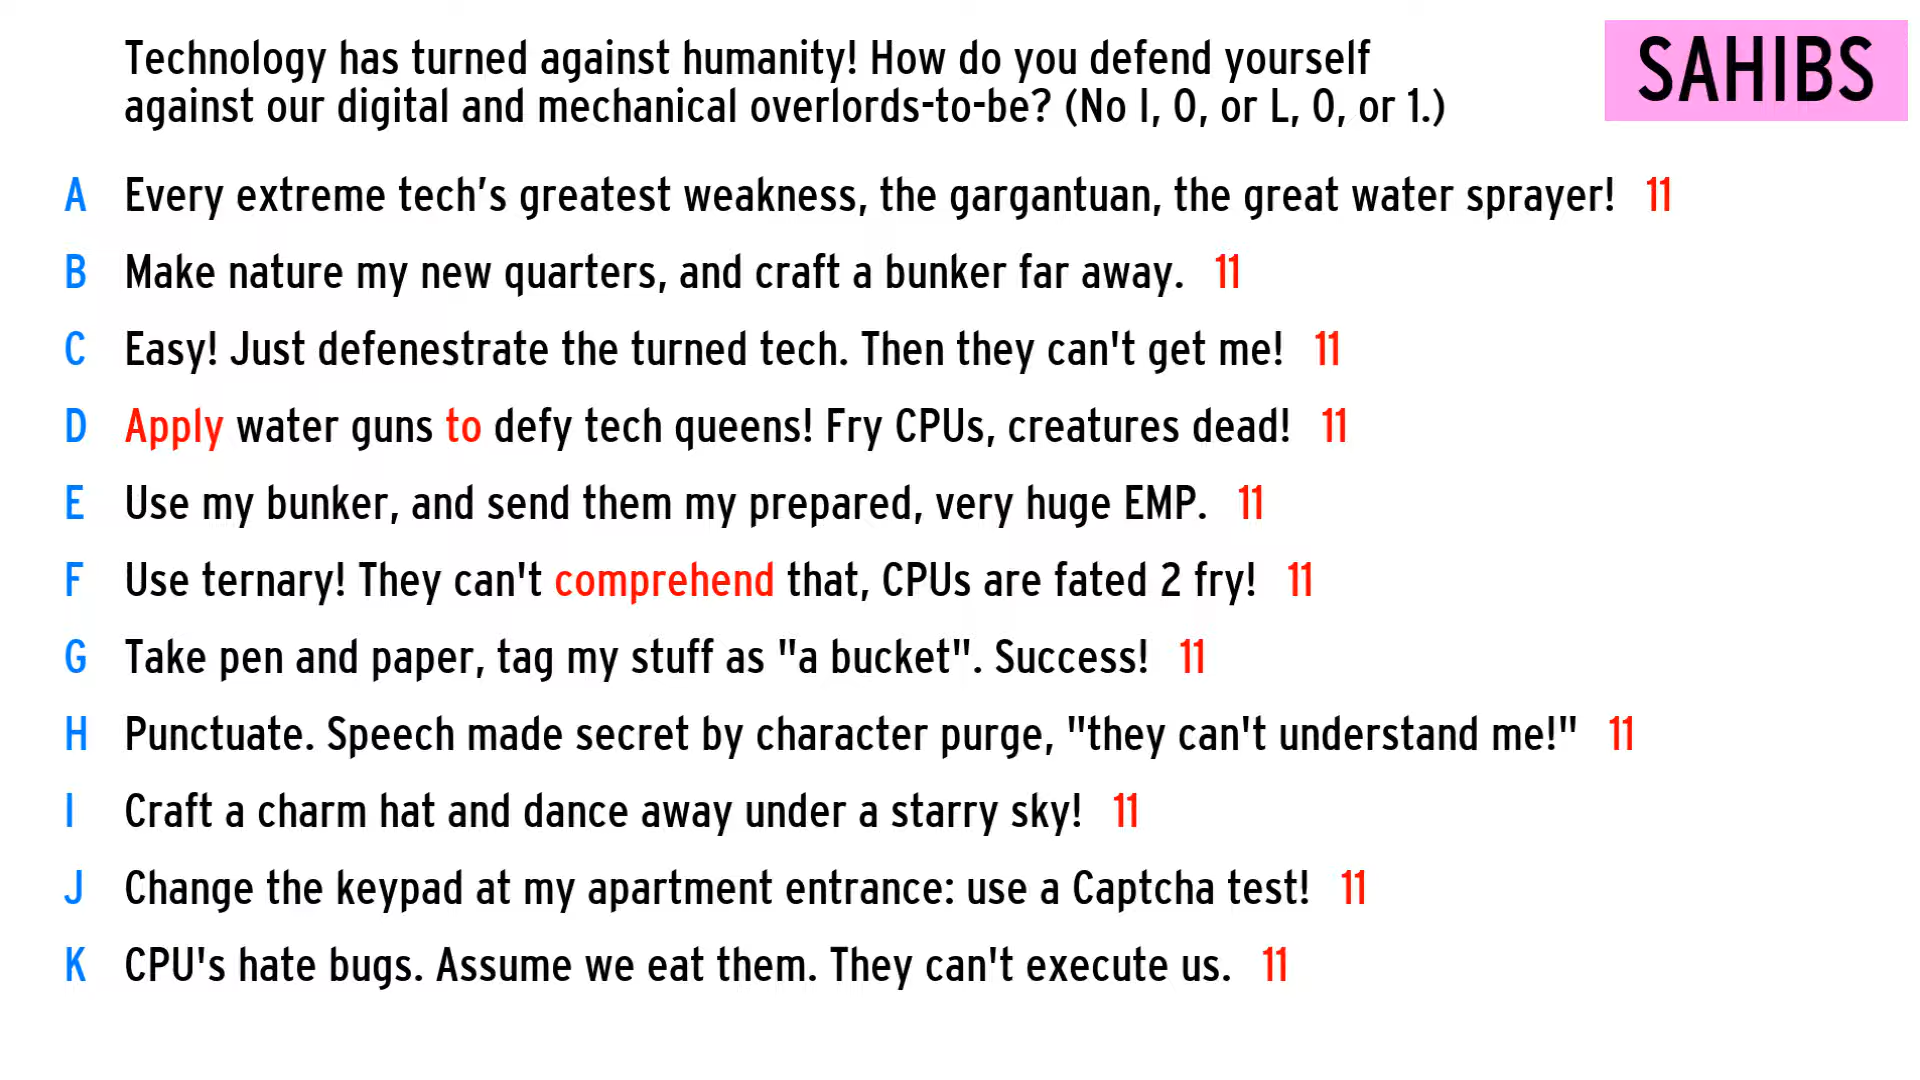 Technology has turned against humanity! How do you defend yourself
against our digital and mechanical overlords-to-be? (No I, O, or L, 0, or 1.)
SAHIBS
A Every extreme tech’s greatest weakness, the gargantuan, the great water sprayer! 11
B Make nature my new quarters, and craft a bunker far away. 11
C Easy! Just defenestrate the turned tech. Then they can't get me! 11
D Apply water guns to defy tech queens! Fry CPUs, creatures dead! 11
E Use my bunker, and send them my prepared, very huge EMP. 11
F Use ternary! They can't comprehend that, CPUs are fated 2 fry! 11
G Take pen and paper, tag my stuff as "a bucket". Success! 11
H Punctuate. Speech made secret by character purge, "they can't understand me!" 11
I Craft a charm hat and dance away under a starry sky! 11
J Change the keypad at my apartment entrance: use a Captcha test! 11
K CPU's hate bugs. Assume we eat them. They can't execute us. 11